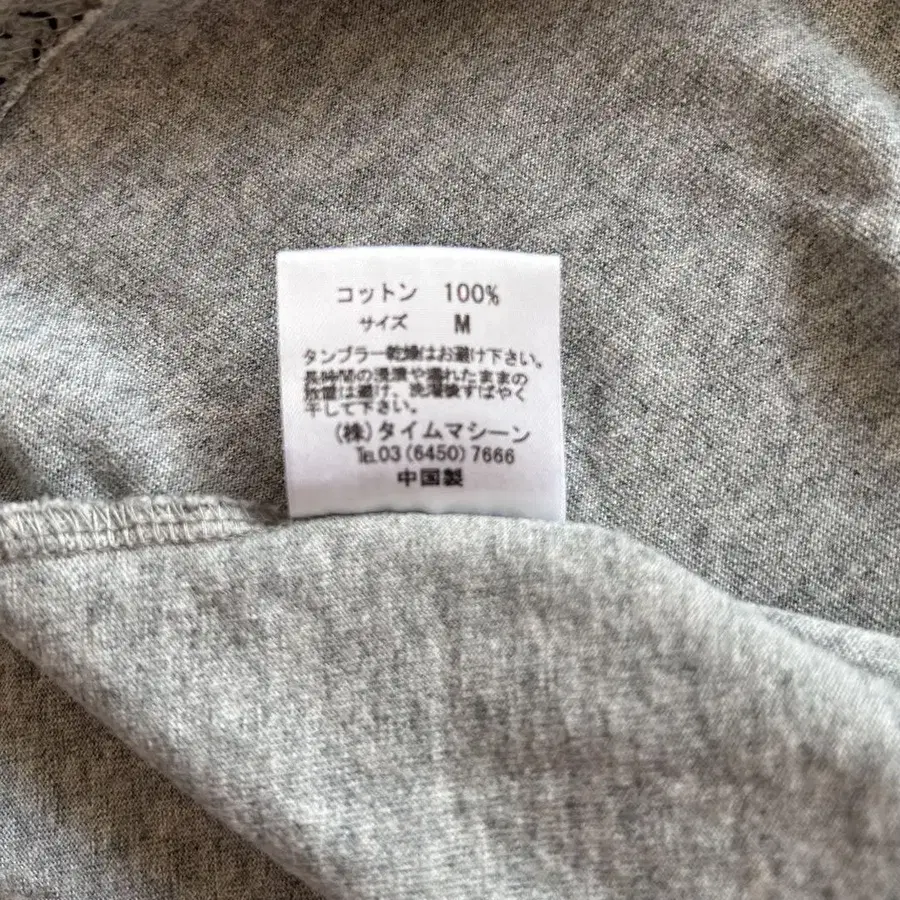 コットン 100%
サイズ M
タンブラー乾燥はお避け下さい。
長時間の浸漬や濡れたままの
放置は避け、洗濯後すばやく
干して下さい。
(株)タイムマシーン
TEL03(6450)7666
中国製